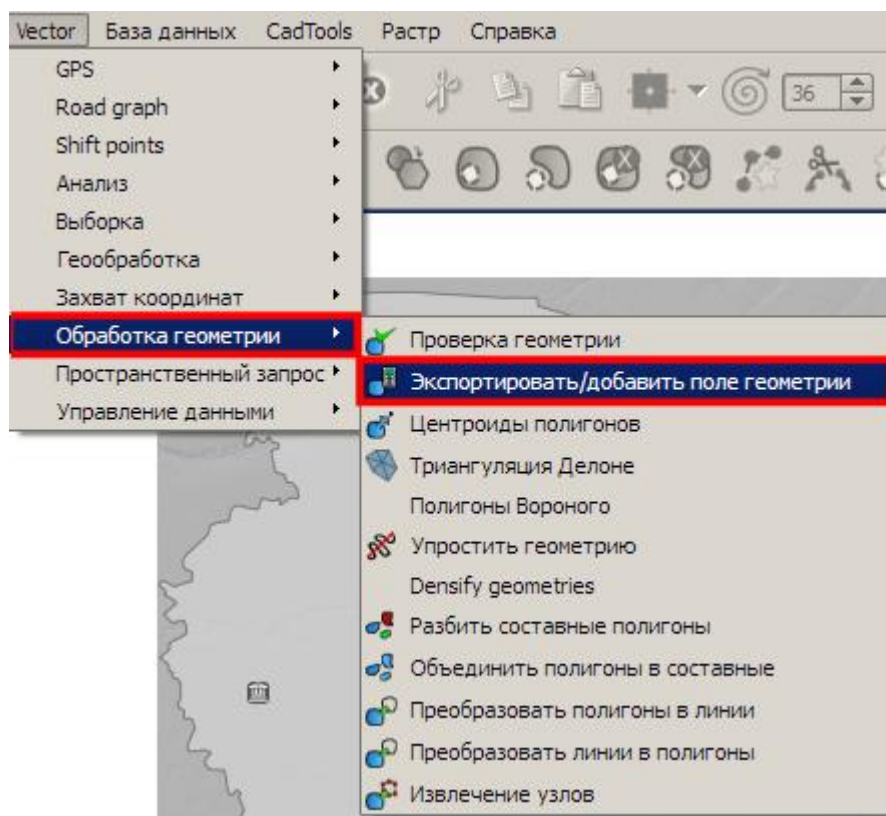 Vector База данных CadTools Растр Справка
36
GPS
Road graph
Shift points
Анализ
Выборка
Геообработка
Захват координат
Обработка геометрии
Пространственный запрос
Управление данными
Проверка геометрии
Экспортировать/добавить поле геометрии
Центроиды полигонов
Триангуляция Делоне
Полигоны Вороного
Упростить геометрию
Densify geometries
Разбить составные полигоны
Объединить полигоны в составные
Преобразовать полигоны в линии
Преобразовать линии в полигоны
Извлечение узлов